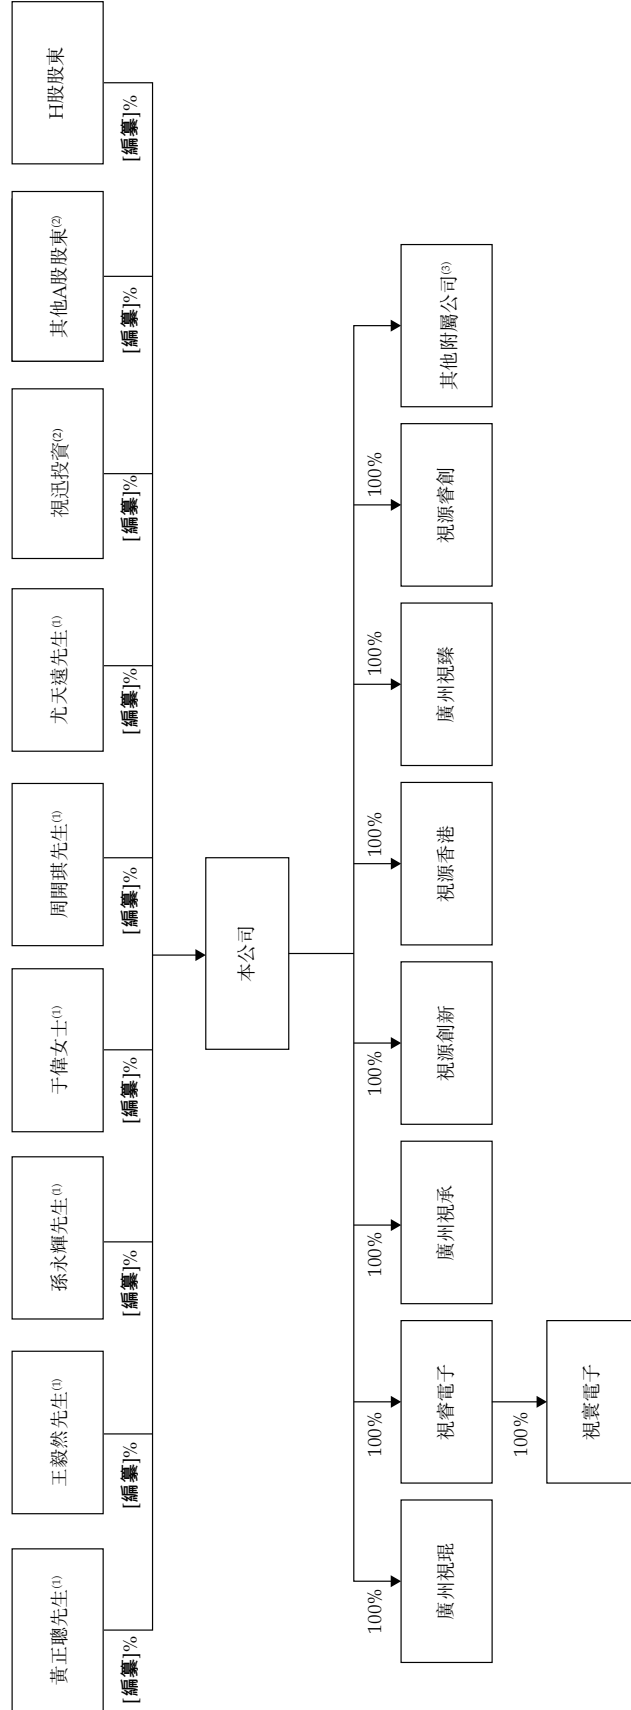 黃正聰先生(1)
王毅然先生(1)
孫永輝先生(1)
于偉女士(1)
周開琪先生(1)
尤天遠先生(1)
視迅投資(2)
其他A股股東(2)
H股股東
[編纂]%
[編纂]%
[編纂]%
[編纂]%
[編纂]%
[編纂]%
[編纂]%
[編纂]%
[編纂]%
本公司
100%
100%
100%
100%
100%
100%
100%
廣州視琨
視睿電子
廣州視承
視源創新
視源香港
廣州視臻
視源睿創
其他附屬公司(3)
100%
視寰電子